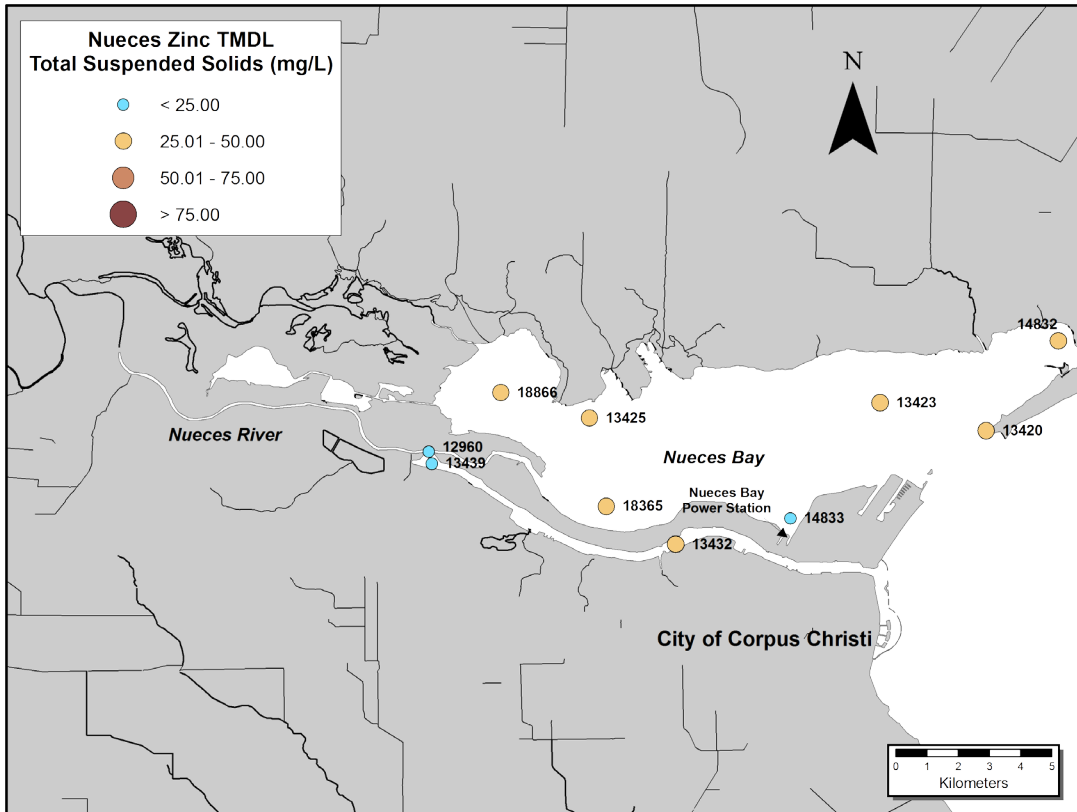 Nueces Zinc TMDL
Total Suspended Solids (mg/L)
< 25.00
25.01 - 50.00
50.01 - 75.00
> 75.00
N
14832
18866
13425
13423
13420
Nueces River
12960
13439
Nueces Bay
18365
Nueces Bay
Power Station
14833
13432
City of Corpus Christi
0 1 2 3 4 5
Kilometers